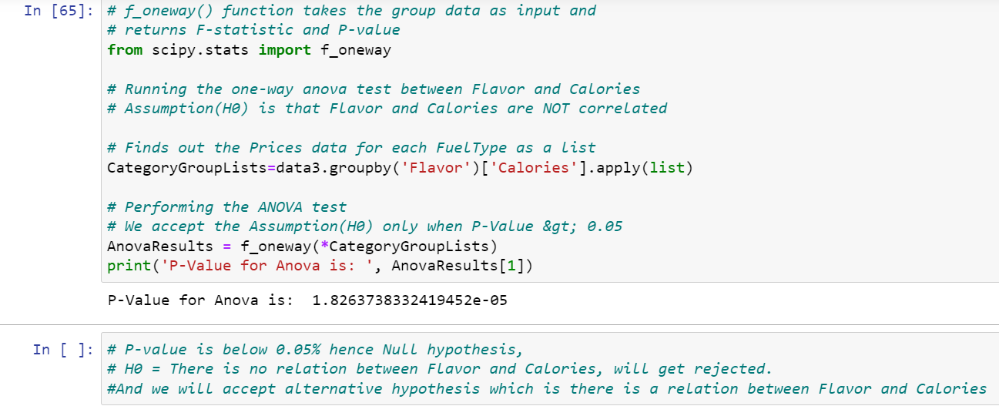 In [65]: # f_oneway() function takes the group data as input and
# returns F-statistic and P-value
from scipy.stats import f_oneway
# Running the one-way anova test between Flavor and Calories
# Assumption(H0) is that Flavor and Calories are NOT correlated
# Finds out the Prices data for each FuelType as a list
CategoryGroupLists=data3.groupby('Flavor')['Calories'].apply(list)
# Performing the ANOVA test
# We accept the Assumption(H0) only when P-Value &gt; 0.05
AnovaResults = f_oneway(*CategoryGroupLists)
print('P-Value for Anova is: ', AnovaResults[1])
P-Value for Anova is:  1.8263738332419452e-05
In [ ]: # P-value is below 0.05% hence Null hypothesis,
# H0 = There is no relation between Flavor and Calories, will get rejected.
#And we will accept alternative hypothesis which is there is a relation between Flavor and Calories